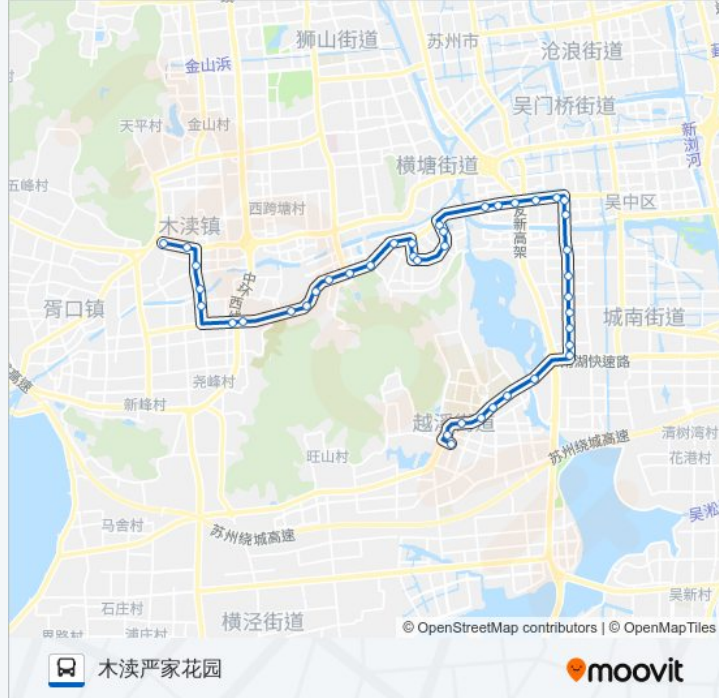 狮山街道
苏州市
沧浪街道
金山浜
吴门桥街道
天平村
金山村
新浏河
横塘街道
五峰村
西跨塘村
吴中区
木渎镇
友新高架
中环西线
胥口镇
城南街道
南湖快速路
尧峰村
新峰村
越溪街道
清树湾村
苏州绕城高速
旺山村
花港村
马舍村
苏州绕城高速
吴淞
石庄村
横泾街道
吴新村
浦庄村
© OpenStreetMap contributors | © OpenMapTiles
木渎严家花园
moovit